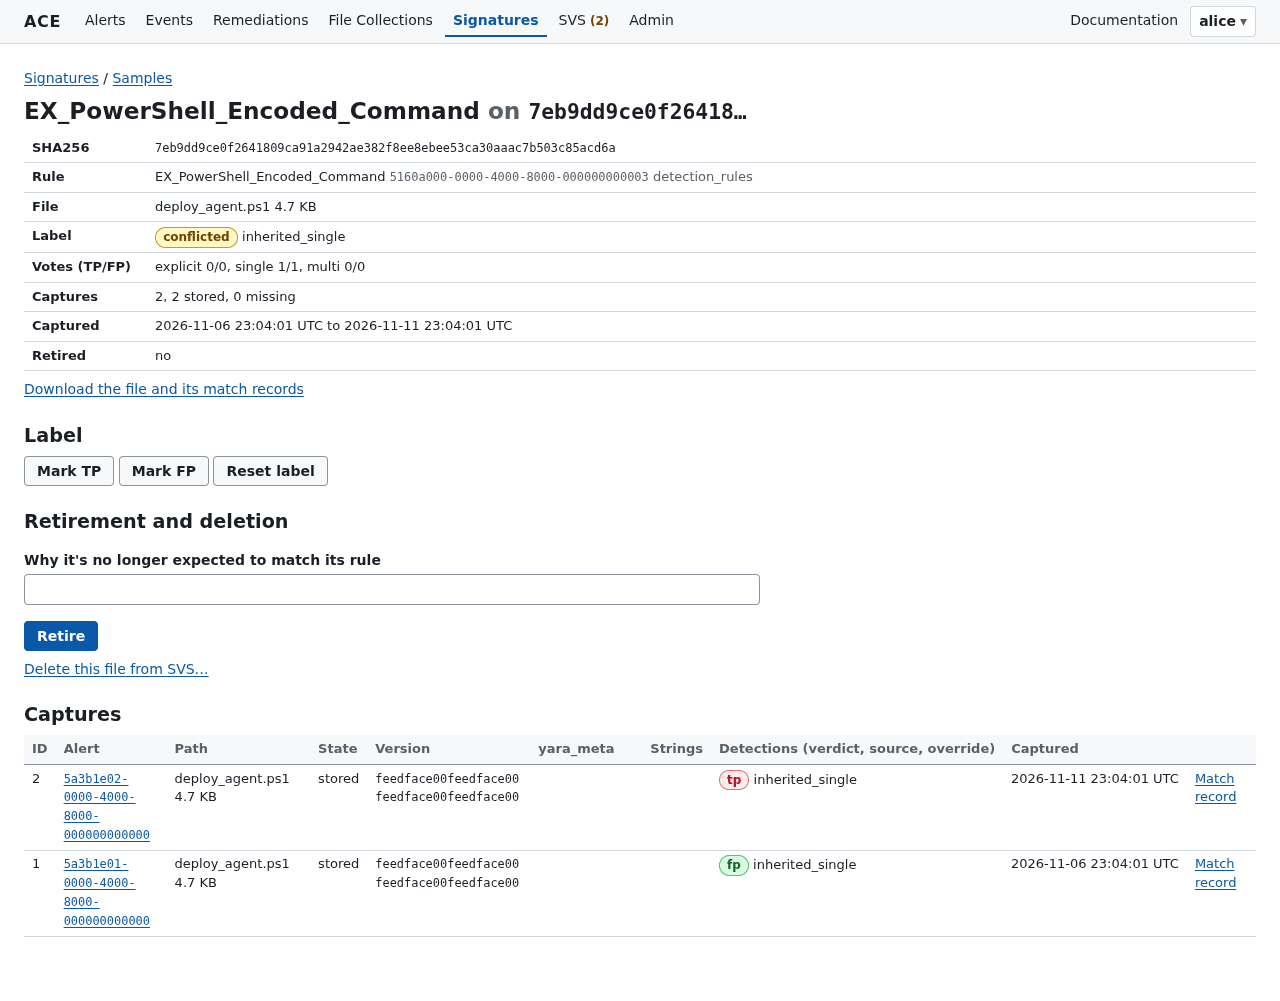 ACE Alerts Events Remediations File Collections Signatures SVS (2) Admin Documentation alice ▾
Signatures / Samples
EX_PowerShell_Encoded_Command on 7eb9dd9ce0f26418…
SHA256 7eb9dd9ce0f2641809ca91a2942ae382f8ee8ebee53ca30aaac7b503c85acd6a
Rule EX_PowerShell_Encoded_Command 5160a000-0000-4000-8000-000000000003 detection_rules
File deploy_agent.ps1 4.7 KB
Label conflicted inherited_single
Votes (TP/FP) explicit 0/0, single 1/1, multi 0/0
Captures 2, 2 stored, 0 missing
Captured 2026-11-06 23:04:01 UTC to 2026-11-11 23:04:01 UTC
Retired no
Download the file and its match records
Label
Mark TP Mark FP Reset label
Retirement and deletion
Why it's no longer expected to match its rule
Retire
Delete this file from SVS…
Captures
ID Alert Path State Version yara_meta Strings Detections (verdict, source, override) Captured
2 5a3b1e02- deploy_agent.ps1 stored feedface00feedface00 tp inherited_single 2026-11-11 23:04:01 UTC Match
0000-4000- 4.7 KB feedface00feedface00 record
8000-
000000000000
1 5a3b1e01- deploy_agent.ps1 stored feedface00feedface00 fp inherited_single 2026-11-06 23:04:01 UTC Match
0000-4000- 4.7 KB feedface00feedface00 record
8000-
000000000000